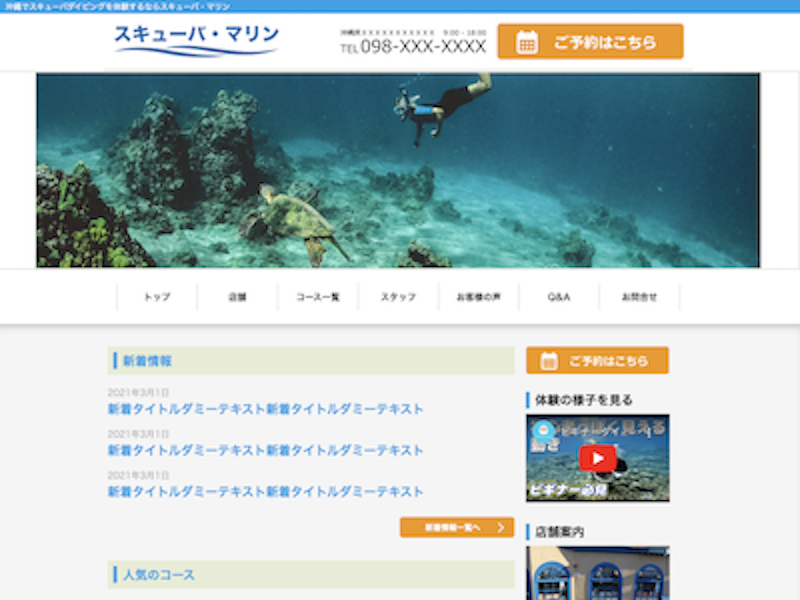 沖縄でスキューバダイビングを体験するならスキューバ・マリン
スキューバ・マリン
沖縄県XXXXXXXXXXX 9:00 - 18:00
TEL098-XXX-XXXX
ご予約はこちら
トップ
店舗
コース一覧
スタッフ
お客様の声
Q&A
お問合せ
新着情報
2021年3月1日
新着タイトルダミーテキスト新着タイトルダミーテキスト
2021年3月1日
新着タイトルダミーテキスト新着タイトルダミーテキスト
2021年3月1日
新着タイトルダミーテキスト新着タイトルダミーテキスト
新着情報一覧へ
人気のコース
ご予約はこちら
体験の様子を見る
ビギナー必見
店舗案内